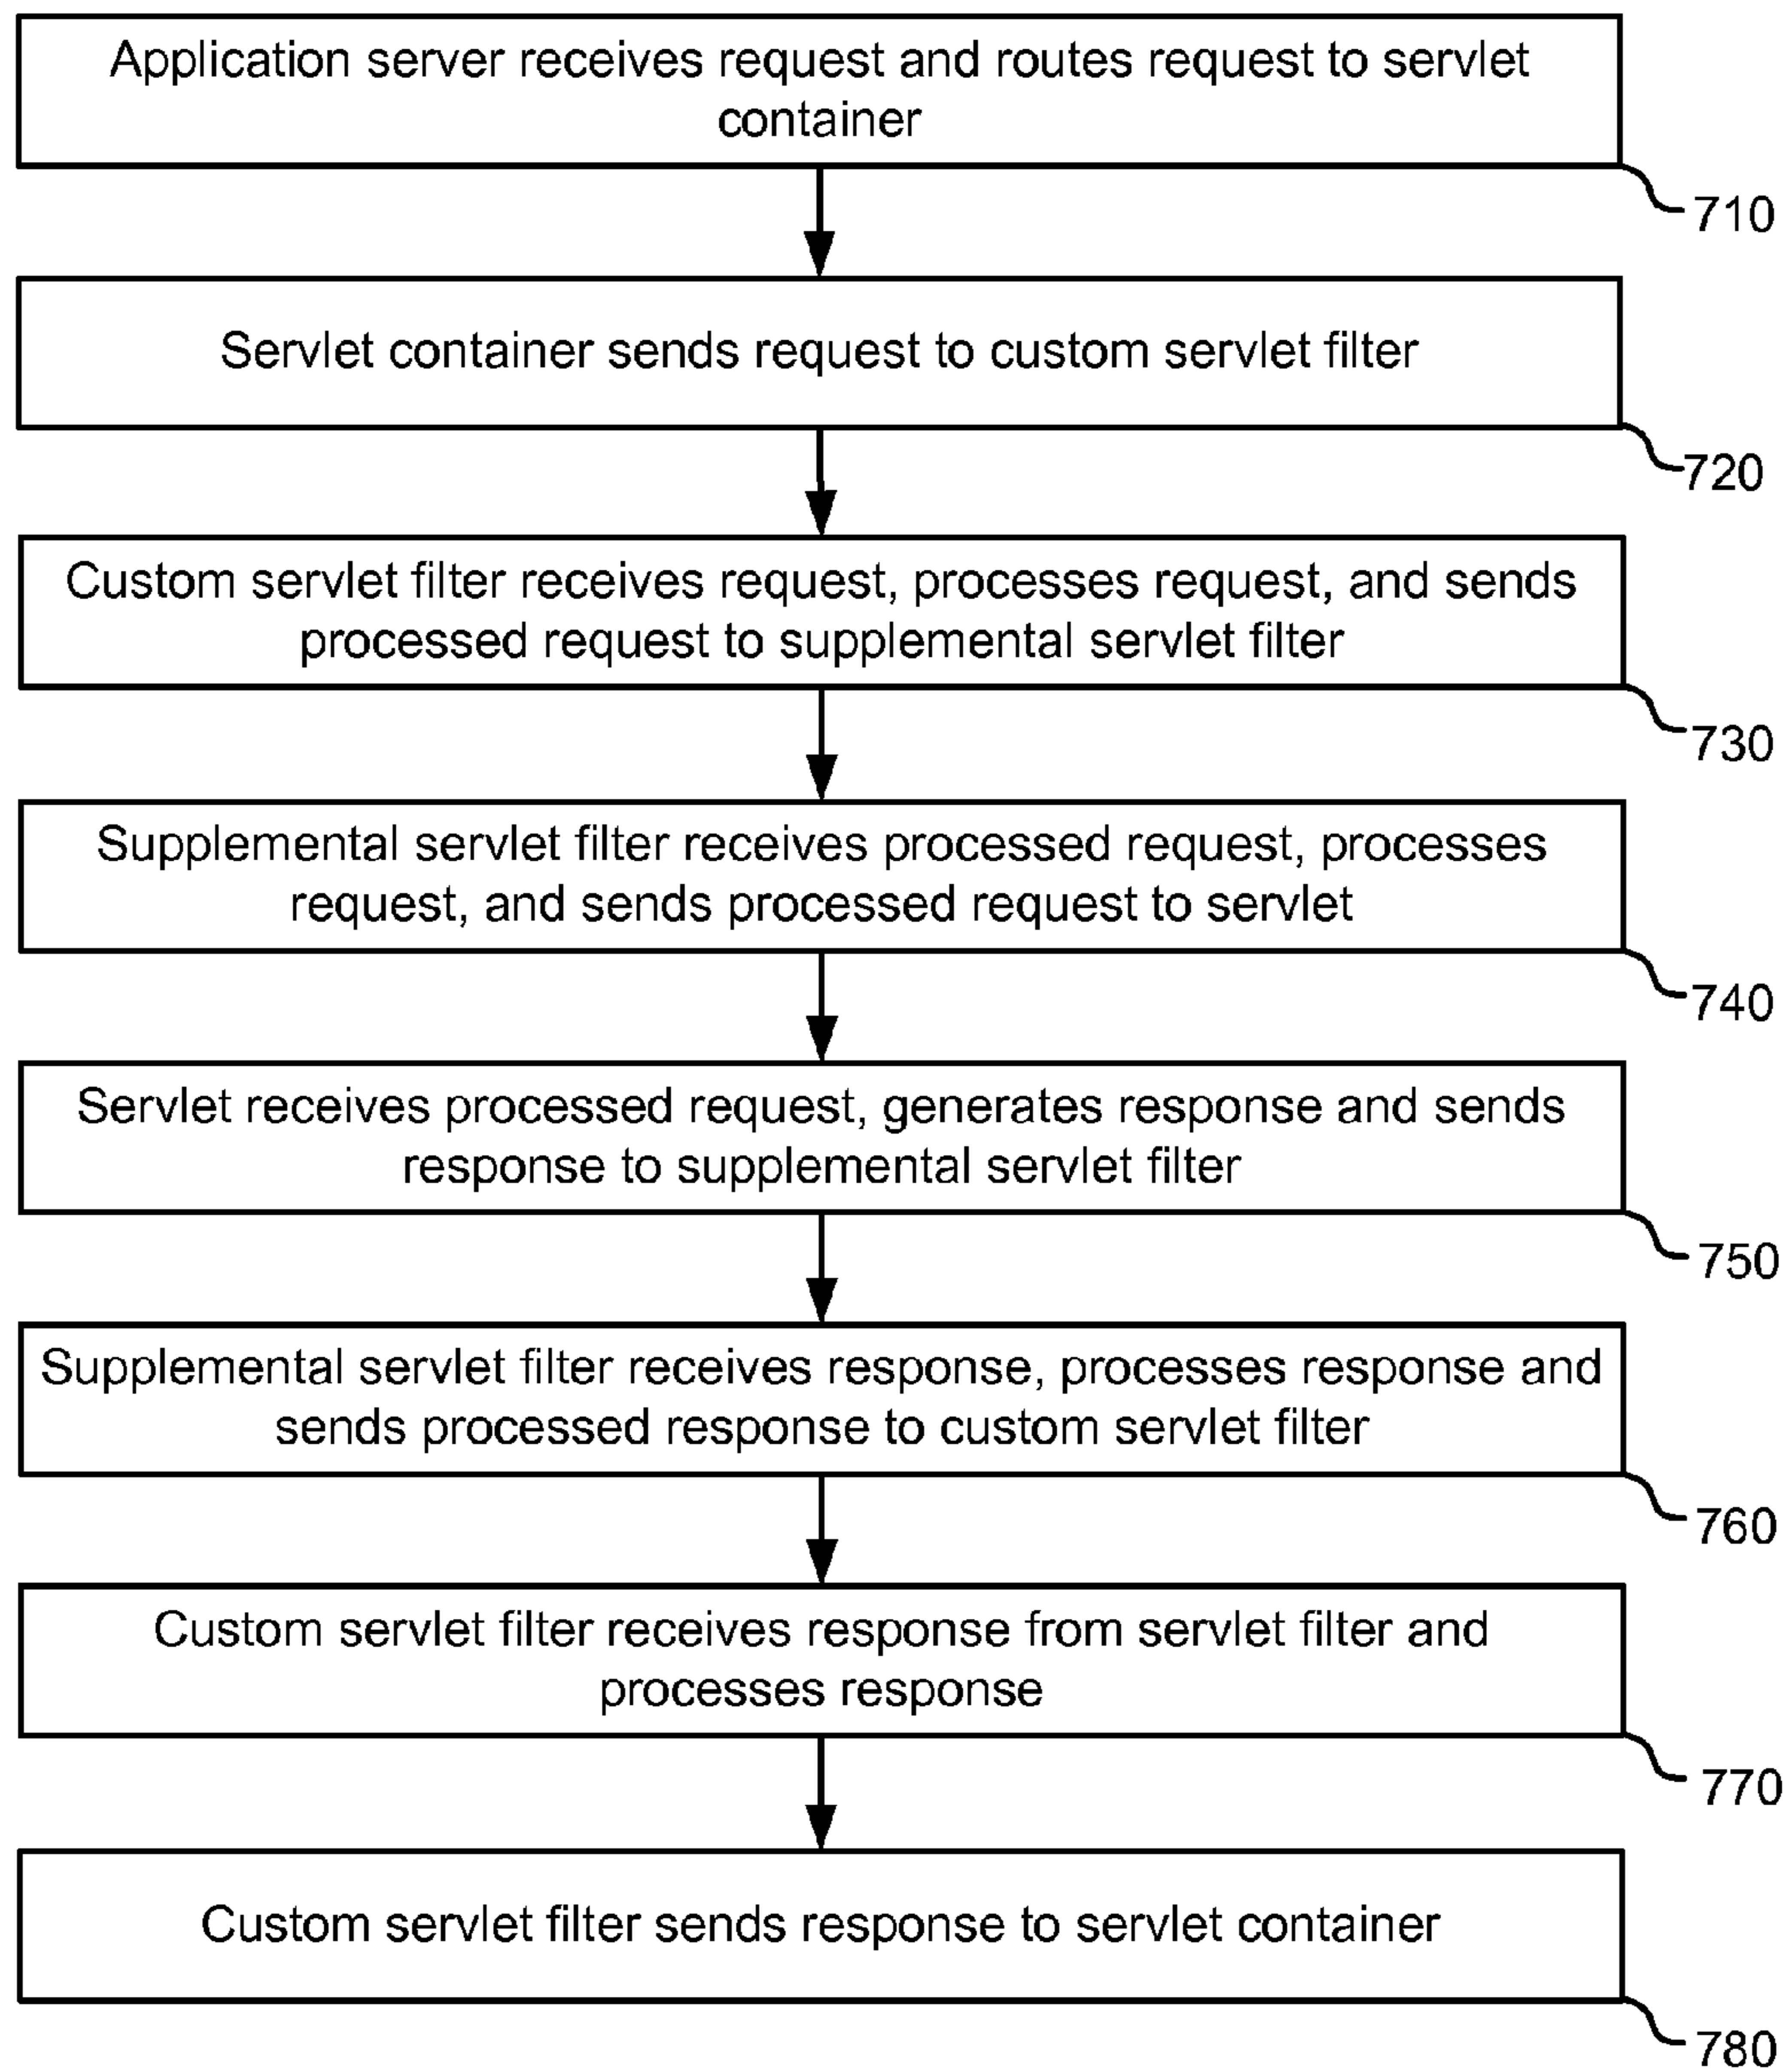 Application server receives request and routes request to servlet
container
710
Servlet container sends request to custom servlet filter
720
Custom servlet filter receives request, processes request, and sends
processed request to supplemental servlet filter
730
Supplemental servlet filter receives processed request, processes
request, and sends processed request to servlet
740
Servlet receives processed request, generates response and sends
response to supplemental servlet filter
750
Supplemental servlet filter receives response, processes response and
sends processed response to custom servlet filter
760
Custom servlet filter receives response from servlet filter and
processes response
770
Custom servlet filter sends response to servlet container
780